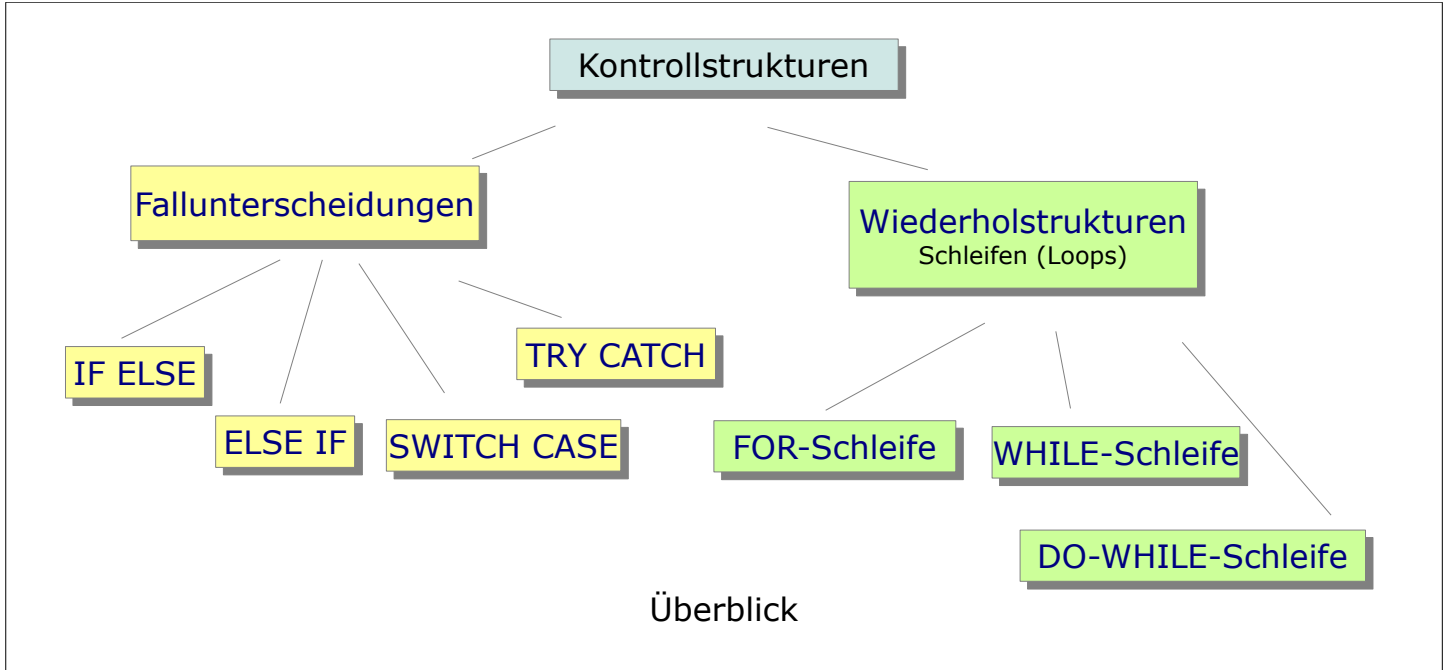 Kontrollstrukturen
Fallunterscheidungen
Wiederholstrukturen
Schleifen (Loops)
IF ELSE
TRY CATCH
ELSE IF
SWITCH CASE
FOR-Schleife
WHILE-Schleife
DO-WHILE-Schleife
Überblick